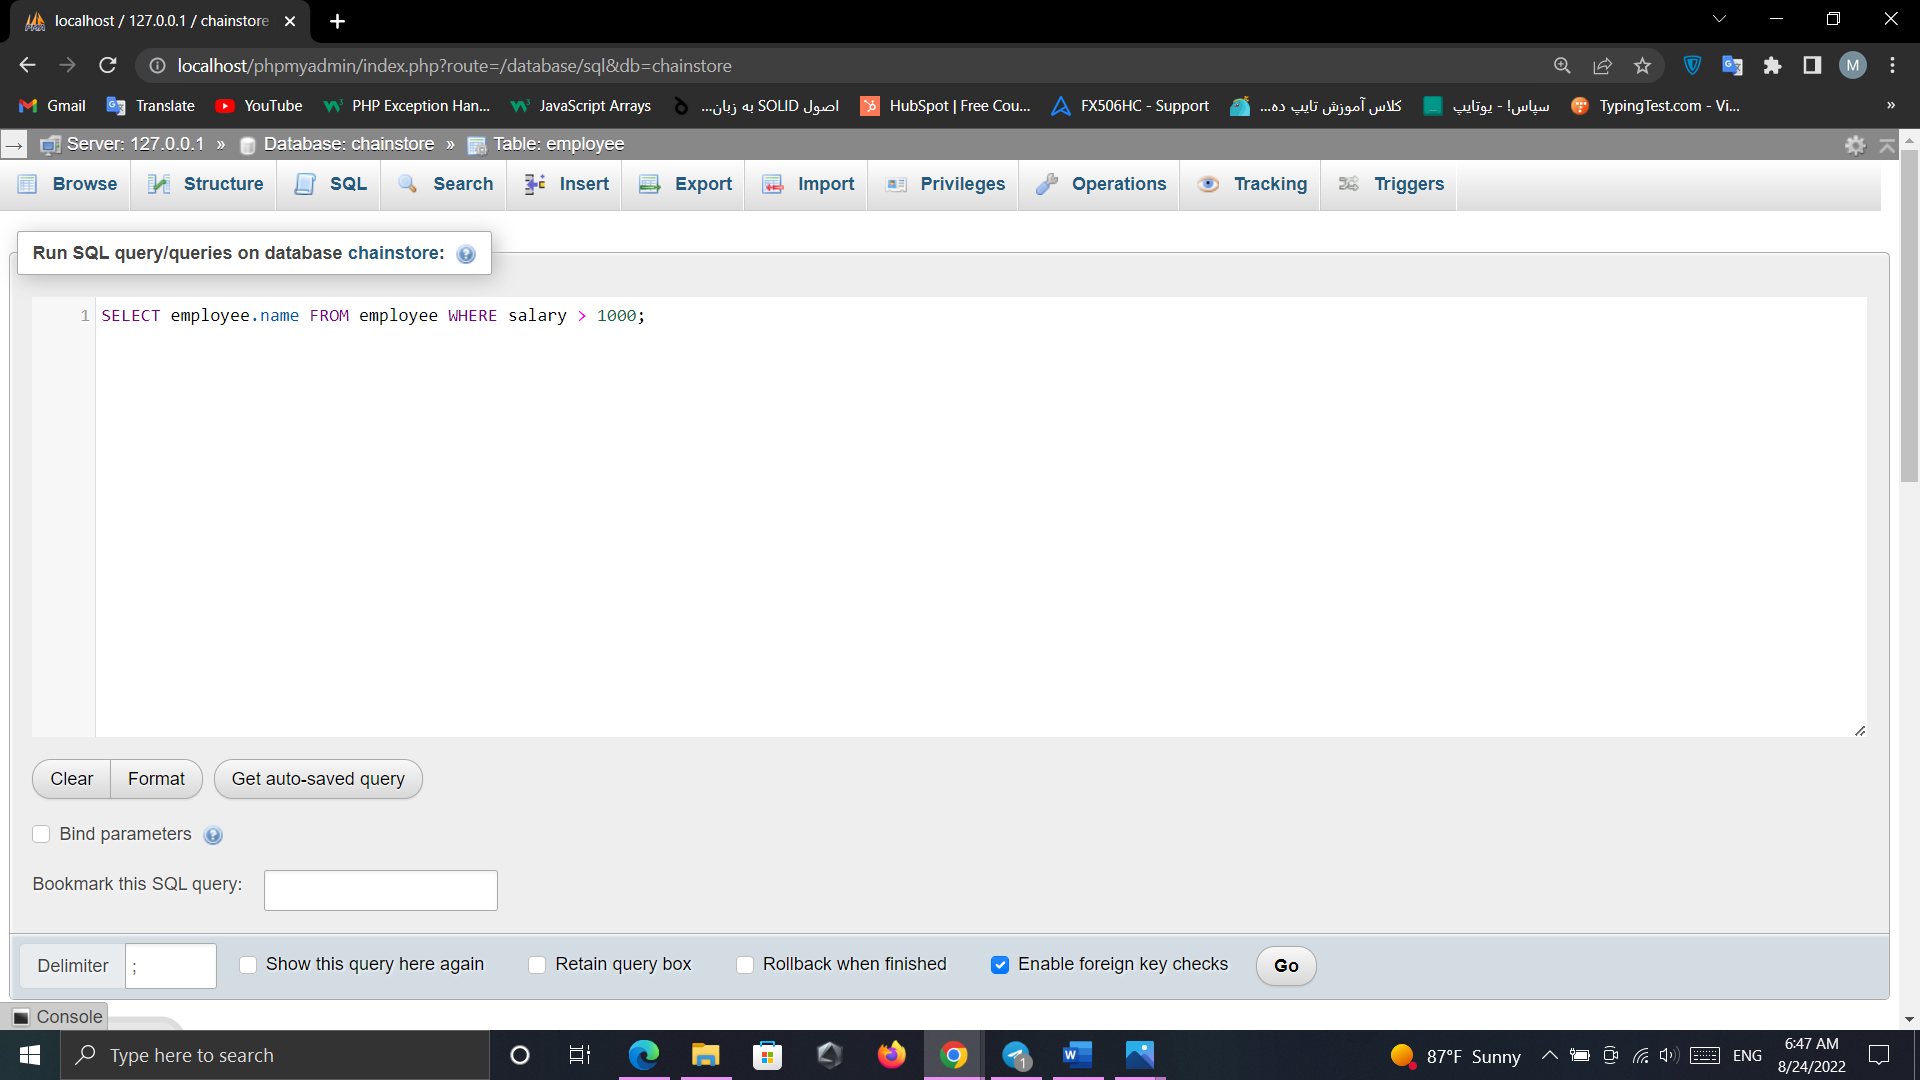 localhost / 127.0.0.1 / chainstore
localhost/phpmyadmin/index.php?route=/database/sql&db=chainstore
M
Gmail
Translate
YouTube
PHP Exception Han...
JavaScript Arrays
اصول SOLID به زبان...
HubSpot | Free Cou...
FX506HC - Support
کلاس آموزش تایپ ده...
سپاس! - یوتایپ
TypingTest.com - Vi...
»
Server: 127.0.0.1 » Database: chainstore » Table: employee
Browse
Structure
SQL
Search
Insert
Export
Import
Privileges
Operations
Tracking
Triggers
Run SQL query/queries on database chainstore:
1 SELECT employee.name FROM employee WHERE salary > 1000;
Clear
Format
Get auto-saved query
Bind parameters
Bookmark this SQL query:
Delimiter ;
Show this query here again
Retain query box
Rollback when finished
Enable foreign key checks
Go
Console
Type here to search
1
W
87°F Sunny
ENG
6:47 AM
8/24/2022